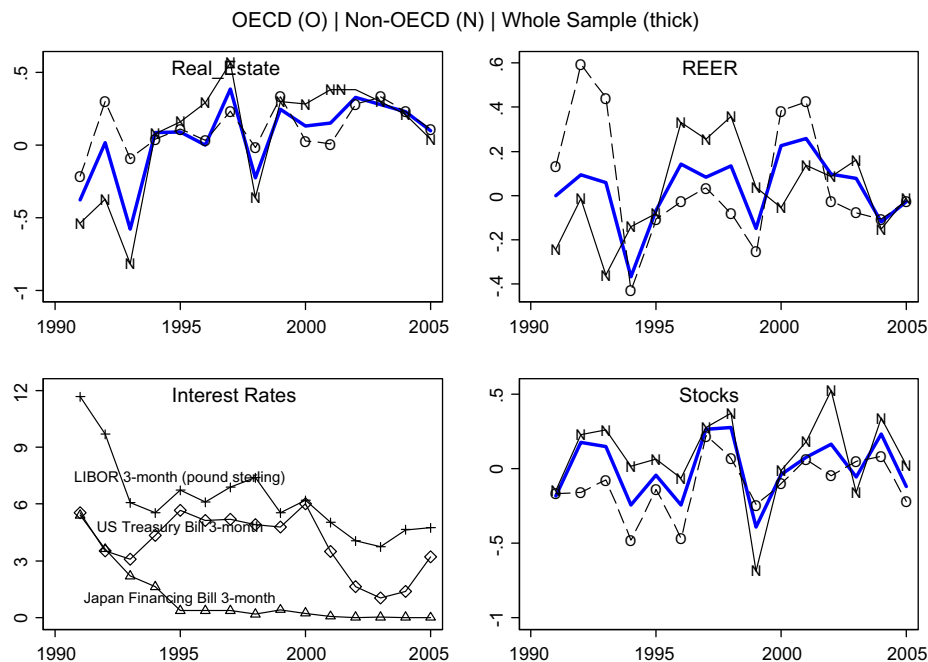 OECD (O) | Non-OECD (N) | Whole Sample (thick)
Real_Estate
.5
0
-.5
-1
1990 1995 2000 2005
O O O O O O O O O O O O O O O
N N N N N N N N N N N N N N N
REER
.6
.4
.2
0
-.2
-.4
1990 1995 2000 2005
O O O O O O O O O O O O O O O
N N N N N N N N N N N N N N N
Interest Rates
12
9
6
3
0
LIBOR 3-month (pound sterling)
US Treasury Bill 3-month
Japan Financing Bill 3-month
1990 1995 2000 2005
Stocks
.5
0
-.5
-1
1990 1995 2000 2005
O O O O O O O O O O O O O O O
N N N N N N N N N N N N N N N